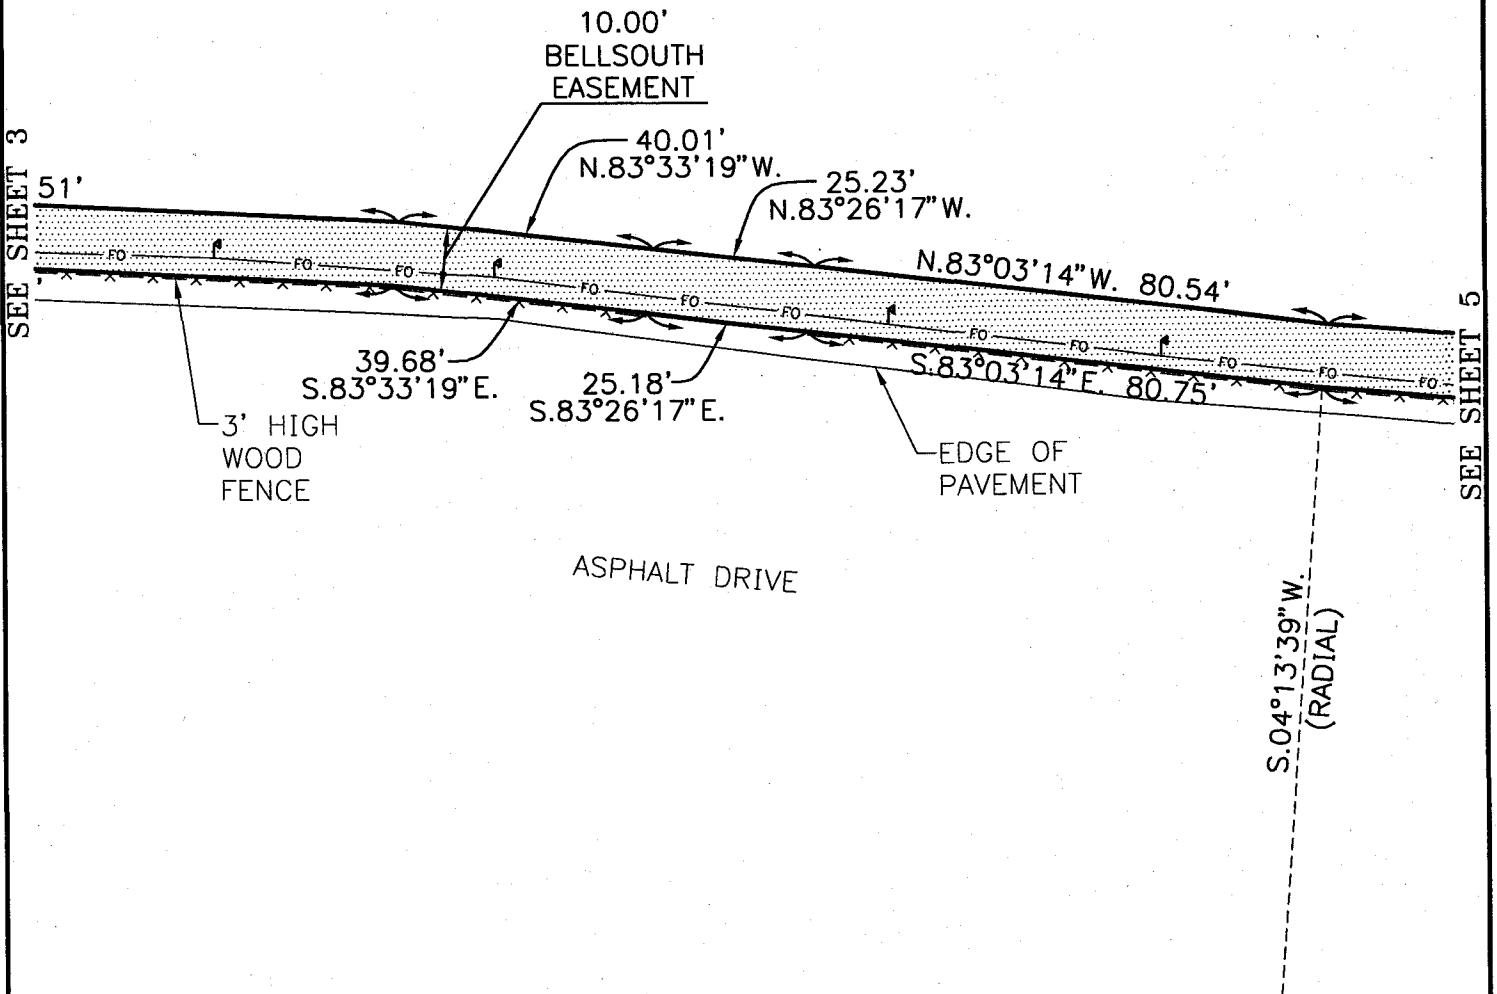 10.00'
BELLSOUTH
EASEMENT
40.01'
N.83°33'19"W.
25.23'
N.83°26'17"W.
SEE SHEET 3
51'
N.83°03'14"W. 80.54'
FO FO FO FO FO FO FO FO FO FO FO
SEE SHEET 5
39.68'
S.83°33'19"E.
25.18'
S.83°26'17"E.
S.83°03'14"E. 80.75'
3' HIGH
WOOD
FENCE
EDGE OF
PAVEMENT
ASPHALT DRIVE
S.04°13'39"W.
(RADIAL)